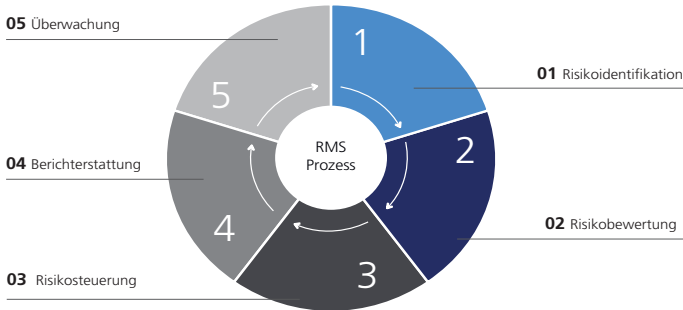 05 Überwachung
1
01 Risikoidentifikation
5
2
RMS
Prozess
04 Berichterstattung
4
02 Risikobewertung
3
03 Risikosteuerung